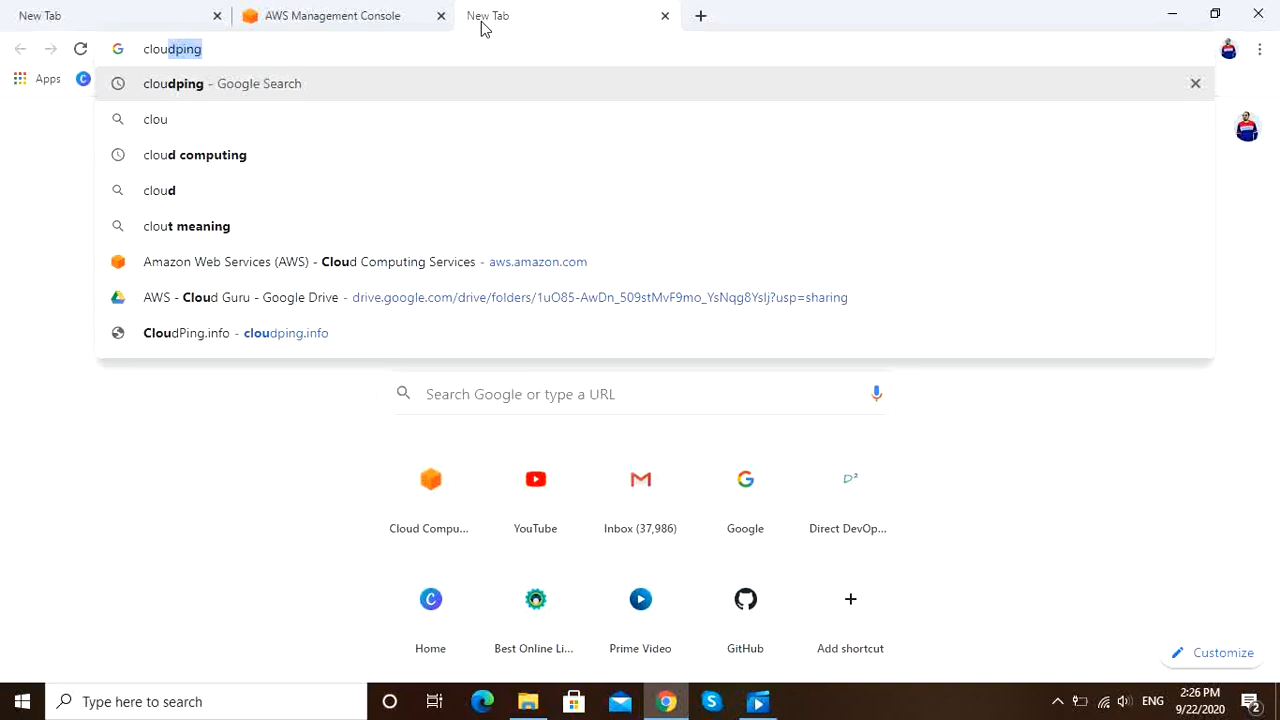 New Tab
AWS Management Console
New Tab
cloudping
Apps
cloudping - Google Search
clou
cloud computing
cloud
clout meaning
Amazon Web Services (AWS) - Cloud Computing Services - aws.amazon.com
AWS - Cloud Guru - Google Drive - drive.google.com/drive/folders/1uO85-AwDn_509stMvF9mo_YsNqg8YsIj?usp=sharing
CloudPing.info - cloudping.info
Search Google or type a URL
Cloud Compu...
YouTube
Inbox (37,986)
Google
Direct DevOp...
Home
Best Online Li...
Prime Video
GitHub
Add shortcut
Customize
Type here to search
ENG
2:26 PM
9/22/2020
2